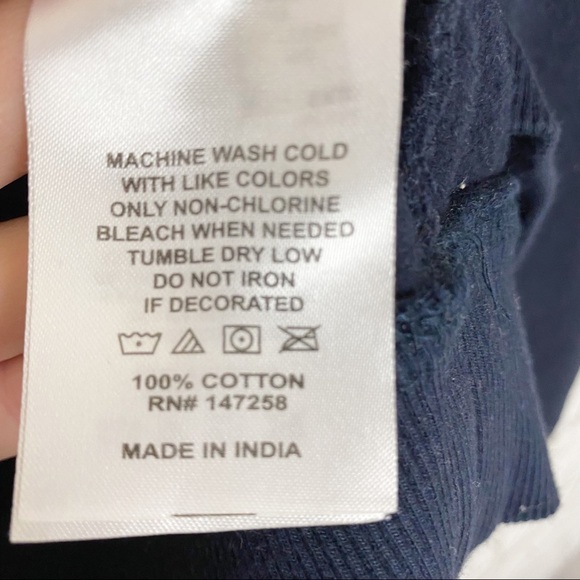 MACHINE WASH COLD
WITH LIKE COLORS
ONLY NON-CHLORINE
BLEACH WHEN NEEDED
TUMBLE DRY LOW
DO NOT IRON
IF DECORATED
100% COTTON
RN# 147258
MADE IN INDIA